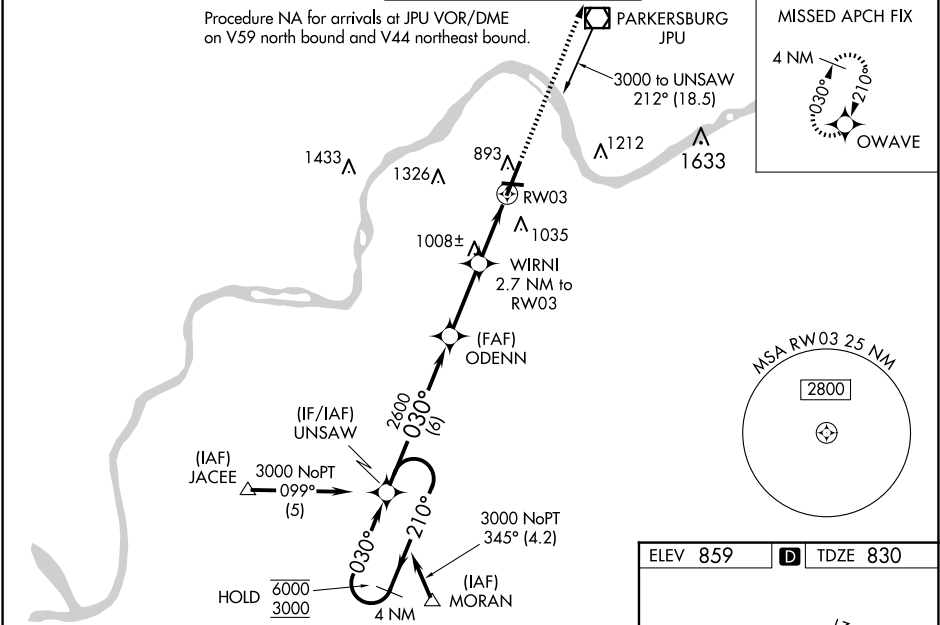 Procedure NA for arrivals at JPU VOR/DME
on V59 north bound and V44 northeast bound.
PARKERSBURG
JPU
3000 to UNSAW
212° (18.5)
MISSED APCH FIX
4 NM
030°
210°
OWAVE
1433
1326
893
1212
1633
RW03
1035
1008±
WIRNI
2.7 NM to
RW03
(FAF)
ODENN
MSA RW03 25 NM
2800
2600
030°
(6)
(IF/IAF)
UNSAW
(IAF)
JACEE
3000 NoPT
099°
(5)
210°
030°
3000 NoPT
345° (4.2)
(IAF)
MORAN
HOLD
6000
3000
4 NM
ELEV 859
D
TDZE 830